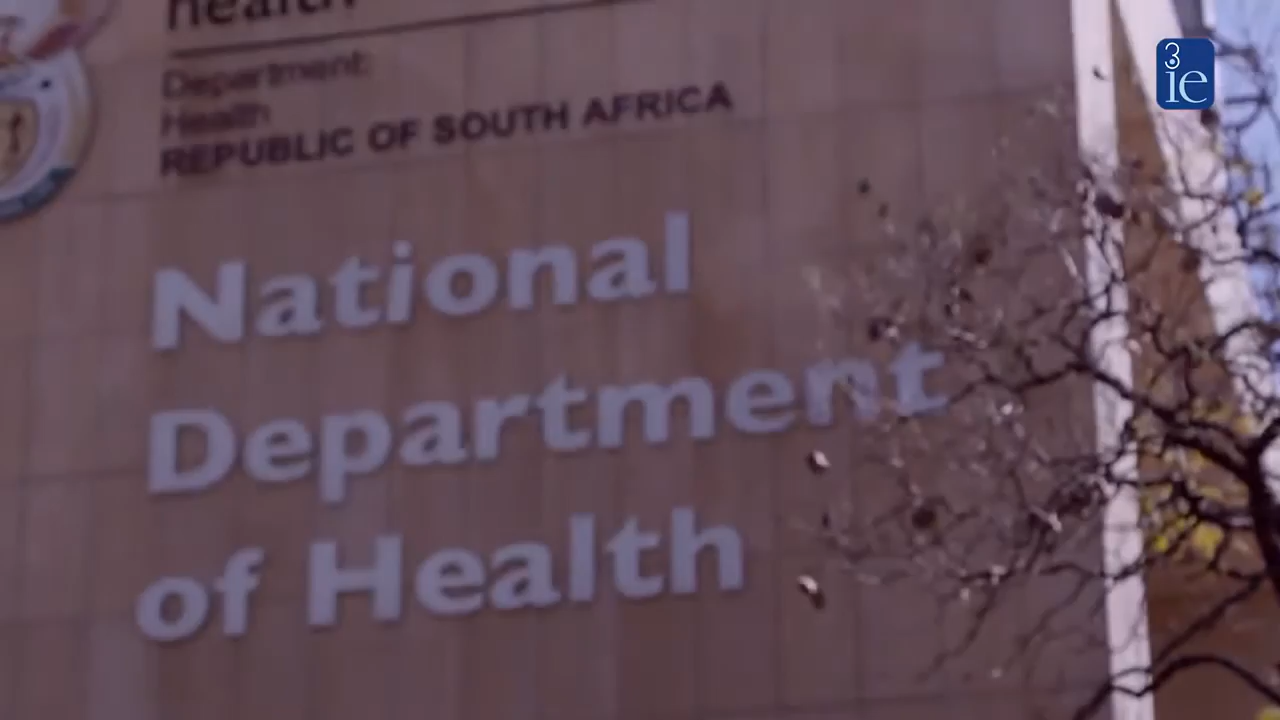 health
Department:
Health
REPUBLIC OF SOUTH AFRICA
National
Department
of Health
3ie